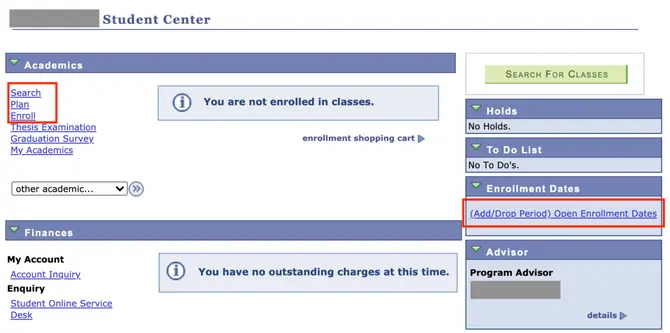 Student Center
Academics
Search
Plan
Enroll
Thesis Examination
Graduation Survey
My Academics
You are not enrolled in classes.
enrollment shopping cart
other academic...
Finances
My Account
Account Inquiry
Enquiry
Student Online Service
Desk
You have no outstanding charges at this time.
SEARCH FOR CLASSES
Holds
No Holds.
To Do List
No To Do's.
Enrollment Dates
(Add/Drop Period) Open Enrollment Dates
Advisor
Program Advisor
details